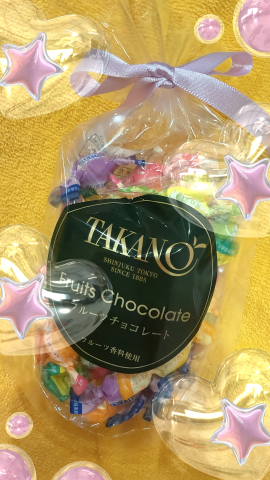 TAKANO
SHINJUKU TOKYO
SINCE 1885
Fruits Chocolate
フルーツチョコレート
フルーツ香料使用